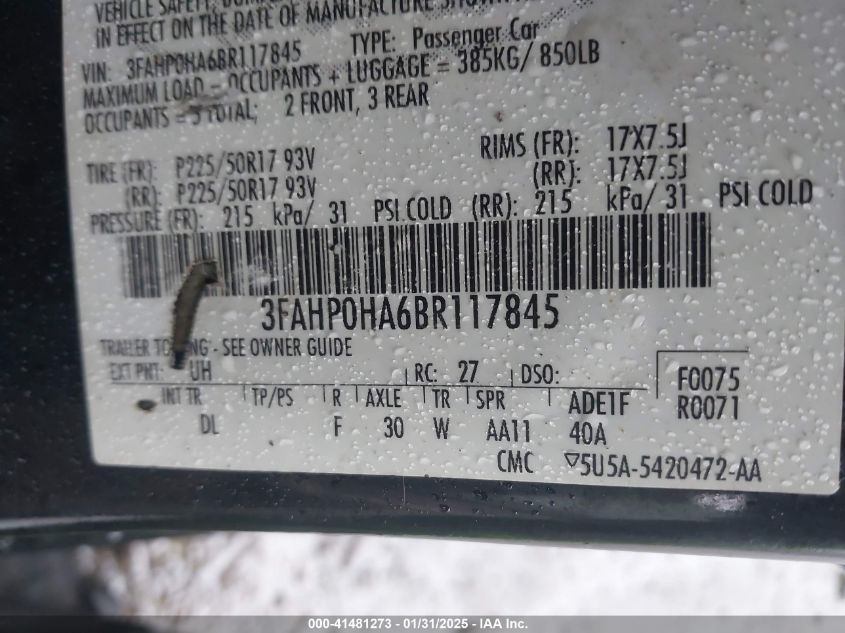 VEHICLE SAFETY,
IN EFFECT ON THE DATE OF MANUFACTURE SHOWN
VIN: 3FAHP0HA6BR117845 TYPE: Passenger Car
MAXIMUM LOAD = OCCUPANTS + LUGGAGE = 385KG/ 850LB
OCCUPANTS = 5 TOTAL; 2 FRONT, 3 REAR
TIRE (FR): P225/50R17 93V RIMS (FR): 17X7.5J
(RR): P225/50R17 93V (RR): 17X7.5J
PRESSURE (FR): 215 kPa/ 31 PSI COLD (RR): 215 kPa/ 31 PSI COLD
3FAHP0HA6BR117845
TRAILER TOWING - SEE OWNER GUIDE
EXT PNT: UH RC: 27 DSO: F0075
INT TR TP/PS R AXLE TR SPR ADE1F R0071
DL F 30 W AA11 40A
CMC ▽5U5A-5420472-AA
000-41481273 - 01/31/2025 - IAA Inc.